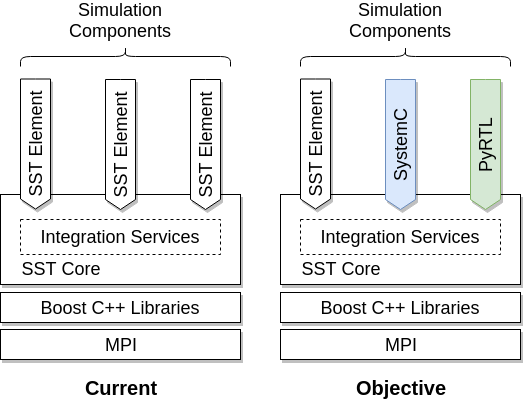 Simulation
Components
SST Element
SST Element
SST Element
Integration Services
SST Core
Boost C++ Libraries
MPI
Current
Simulation
Components
SST Element
SystemC
PyRTL
Integration Services
SST Core
Boost C++ Libraries
MPI
Objective